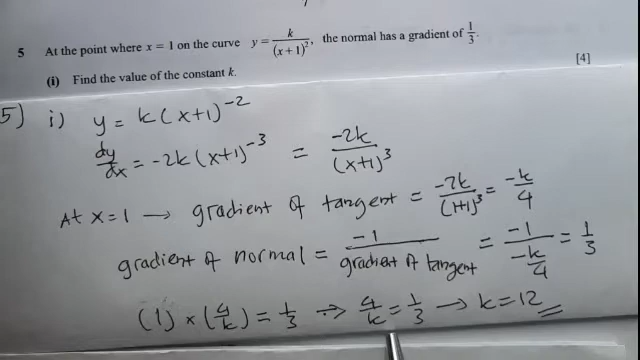 5 At the point where x = 1 on the curve y = k/(x+1)², the normal has a gradient of 1/3.
[4]
(i) Find the value of the constant k.
5) i) y = k(x+1)⁻²
dy/dx = -2k(x+1)⁻³ = -2k/(x+1)³
At x=1 → gradient of tangent = -2k/(1+1)³ = -k/4
gradient of normal = -1/gradient of tangent = -1/(-k/4) = 1/3
(1) × (4/k) = 1/3 → 4/k = 1/3 → k = 12